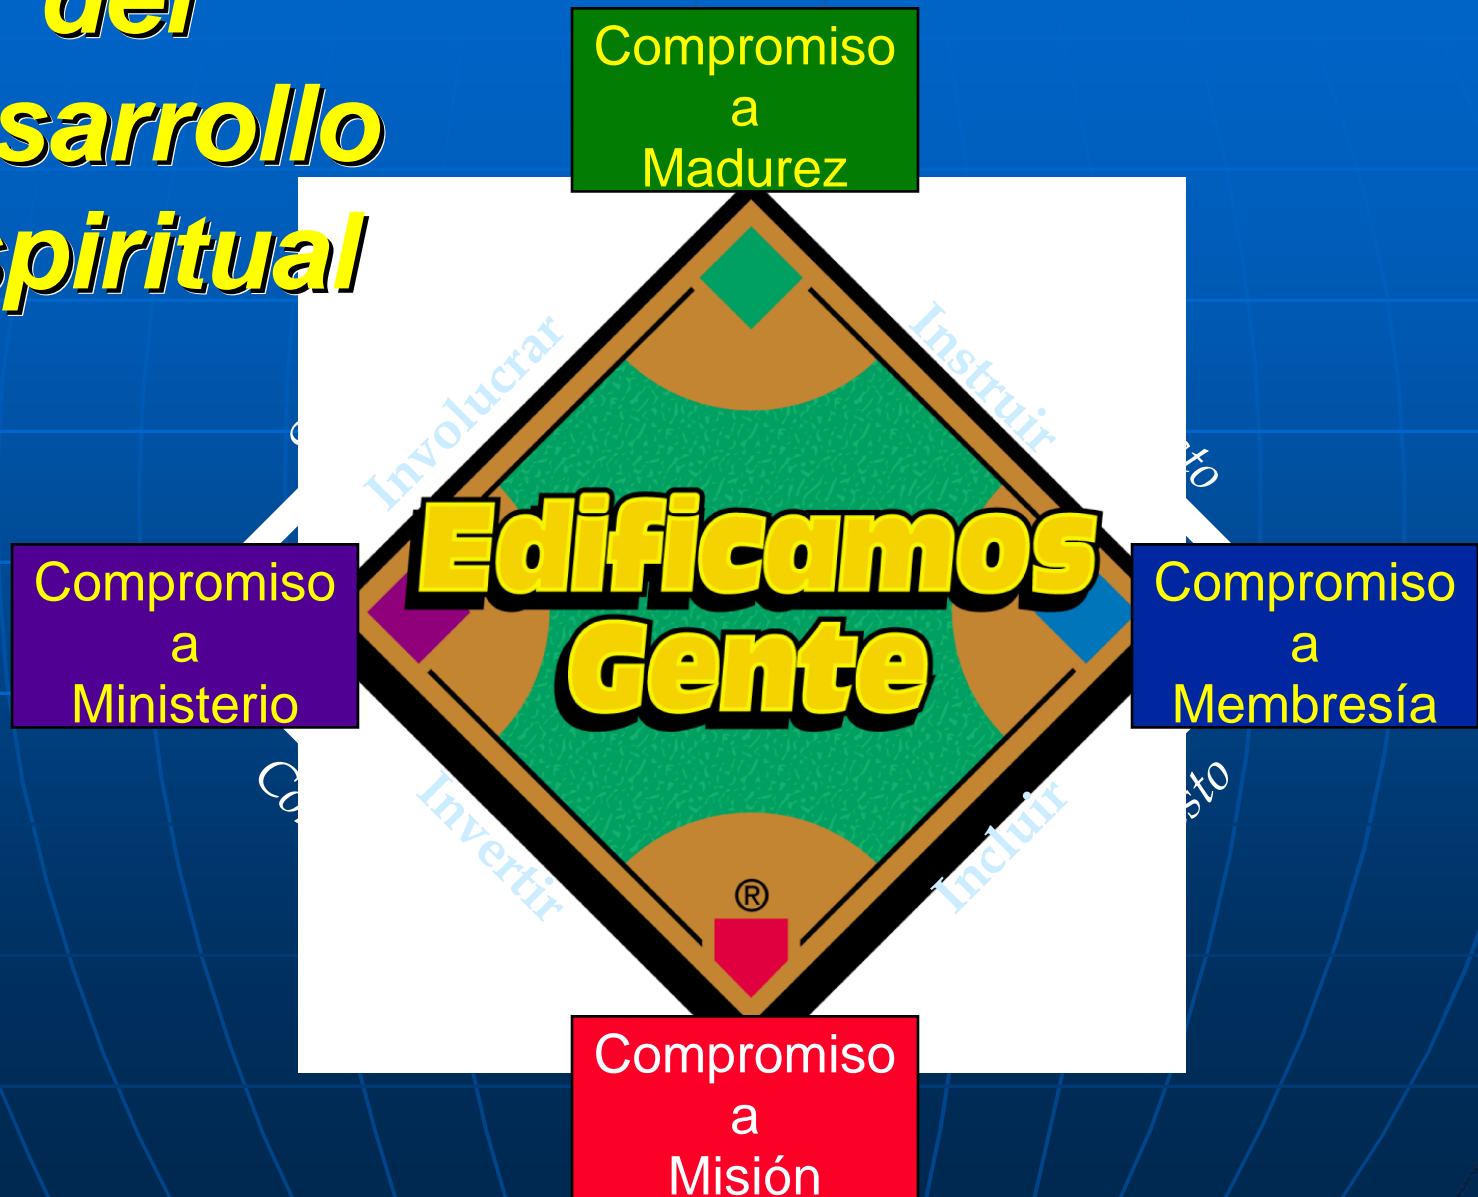 del
sarrollo
spiritual
Compromiso
a
Madurez
Involucrar
Instruir
Edificamos
Gente
Compromiso
a
Ministerio
Compromiso
a
Membresía
Invertir
Incluir
®
Compromiso
a
Misión